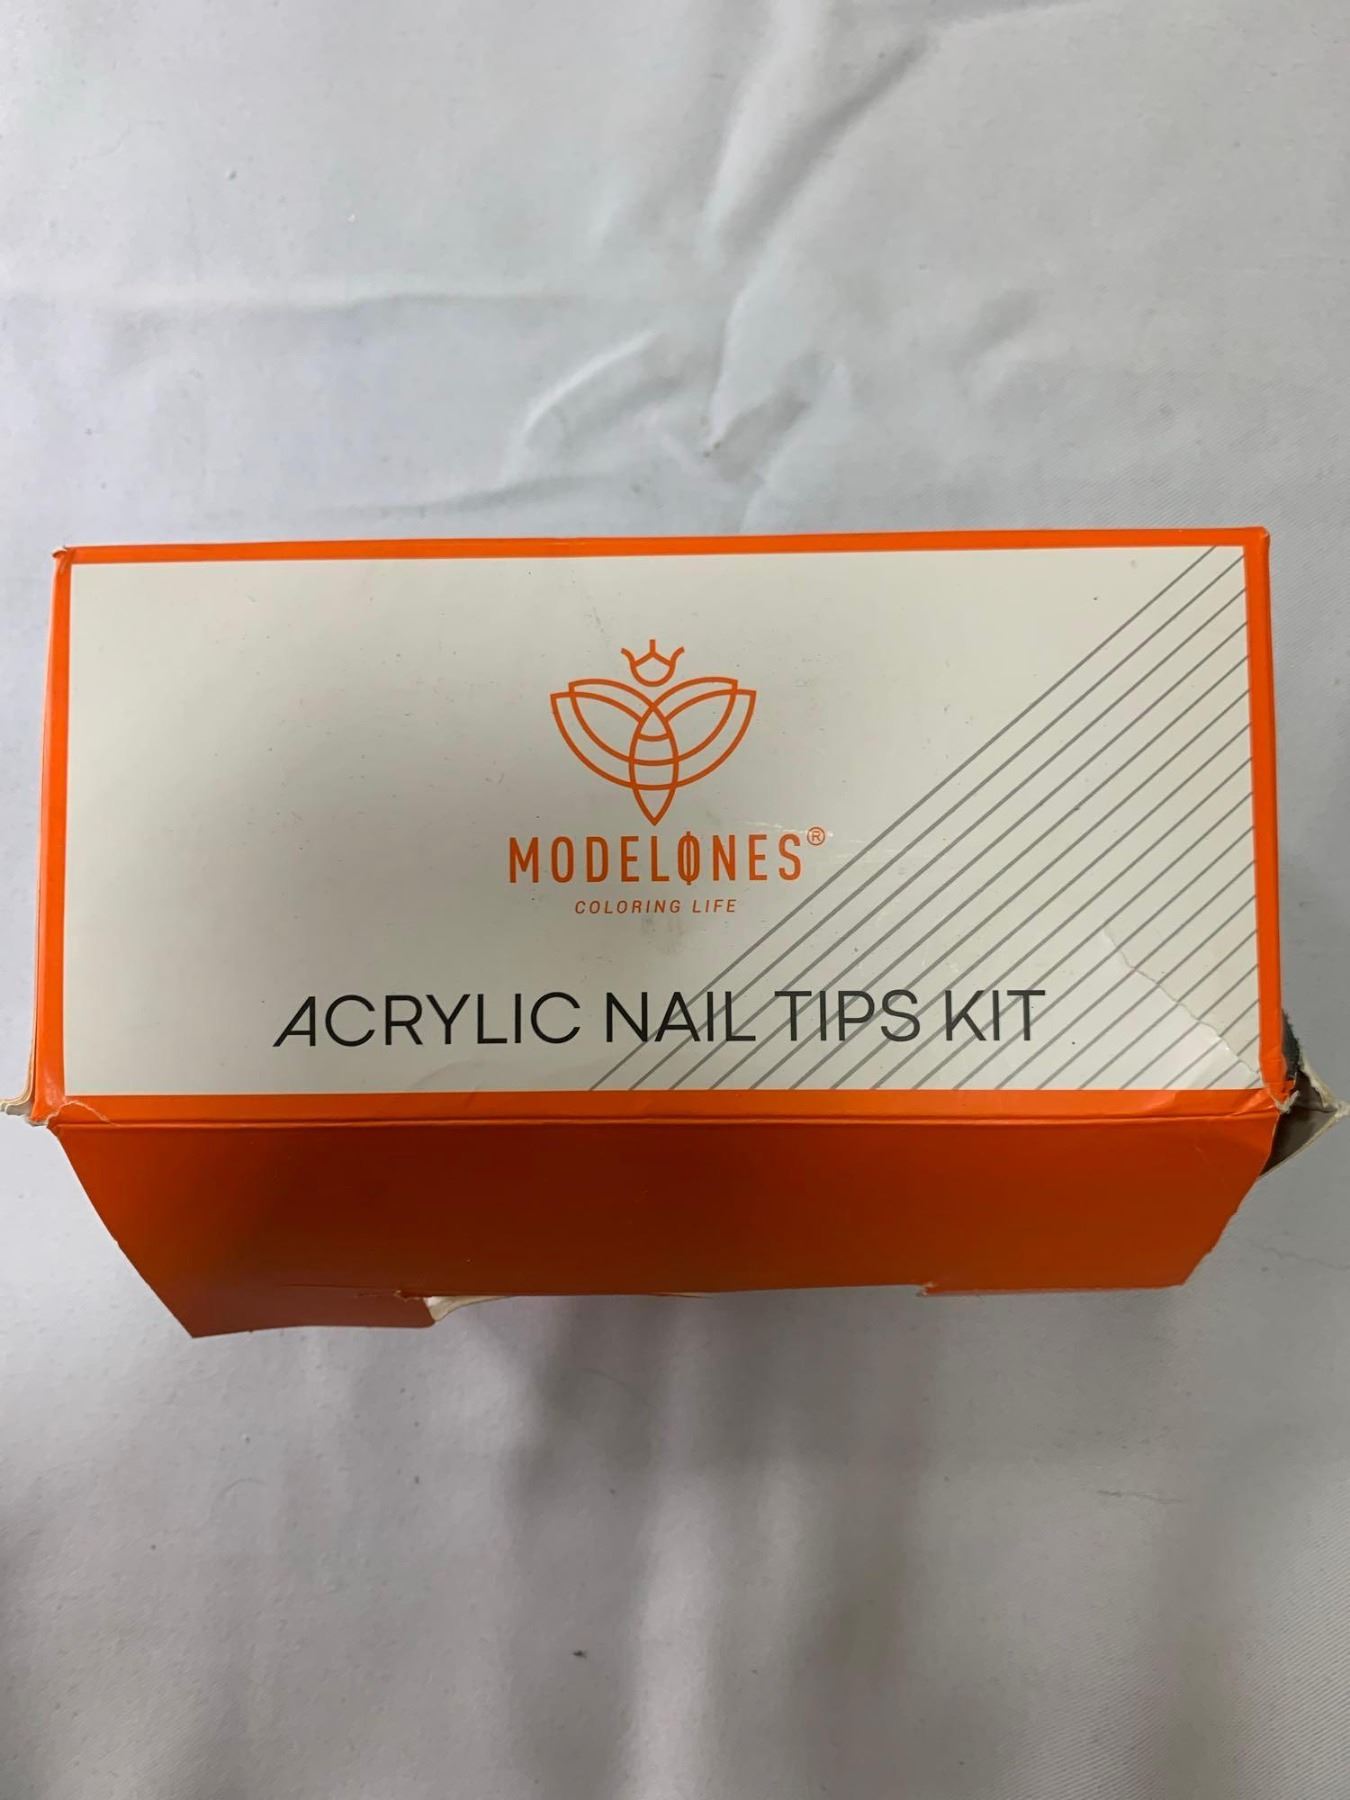 MODELONES®
COLORING LIFE
ACRYLIC NAIL TIPS KIT